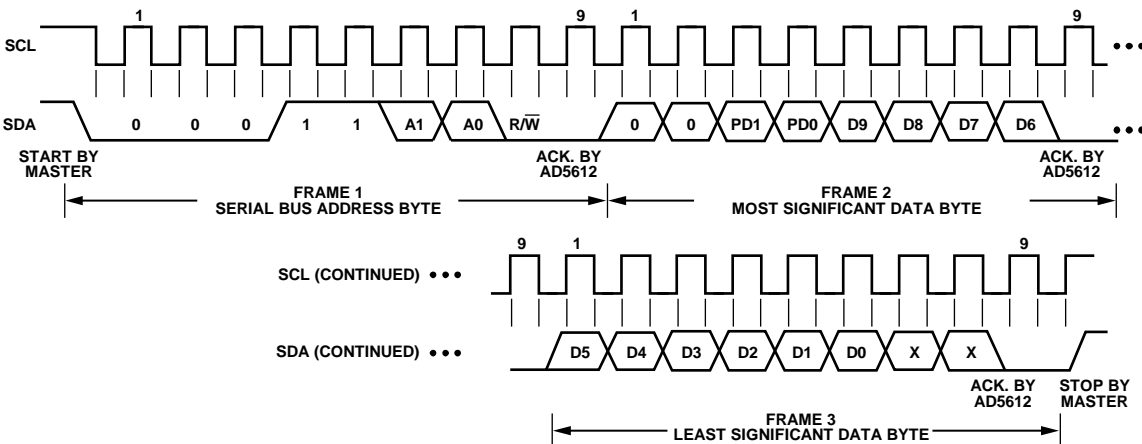 1 9 1 9
SCL •••
SDA 0 0 0 1 1 A1 A0 R/W̅ 0 0 PD1 PD0 D9 D8 D7 D6 •••
START BY MASTER
ACK. BY AD5612
ACK. BY AD5612
FRAME 1
SERIAL BUS ADDRESS BYTE
FRAME 2
MOST SIGNIFICANT DATA BYTE
9 1 9
SCL (CONTINUED) •••
SDA (CONTINUED) ••• D5 D4 D3 D2 D1 D0 X X
ACK. BY AD5612
STOP BY MASTER
FRAME 3
LEAST SIGNIFICANT DATA BYTE